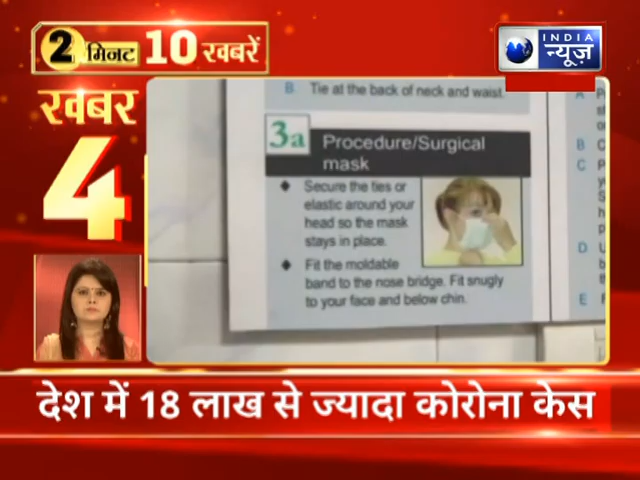 2 मिनट 10 खबरें
INDIA
न्यूज़
खबर
4
B. Tie at the back of neck and waist.
3a
Procedure/Surgical
mask
Secure the ties or
elastic around your
head so the mask
stays in place.
Fit the moldable
band to the nose bridge. Fit snugly
to your face and below chin.
A
B
C
D
E
देश में 18 लाख से ज्यादा कोरोना केस